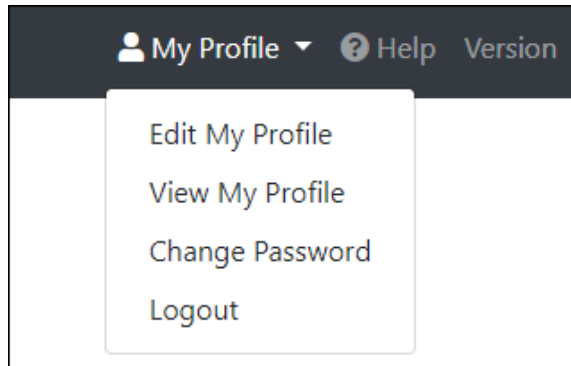 My Profile Help Version
Edit My Profile
View My Profile
Change Password
Logout